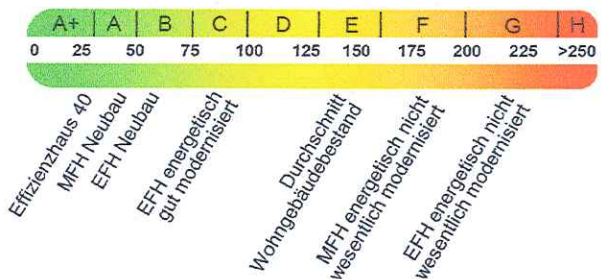 A+ A B C D E F G H
0 25 50 75 100 125 150 175 200 225 >250
Effizienzhaus 40
MFH Neubau
EFH Neubau
EFH energetisch
gut modernisiert
Durchschnitt
Wohngebäudebestand
MFH energetisch nicht
wesentlich modernisiert
EFH energetisch nicht
wesentlich modernisiert